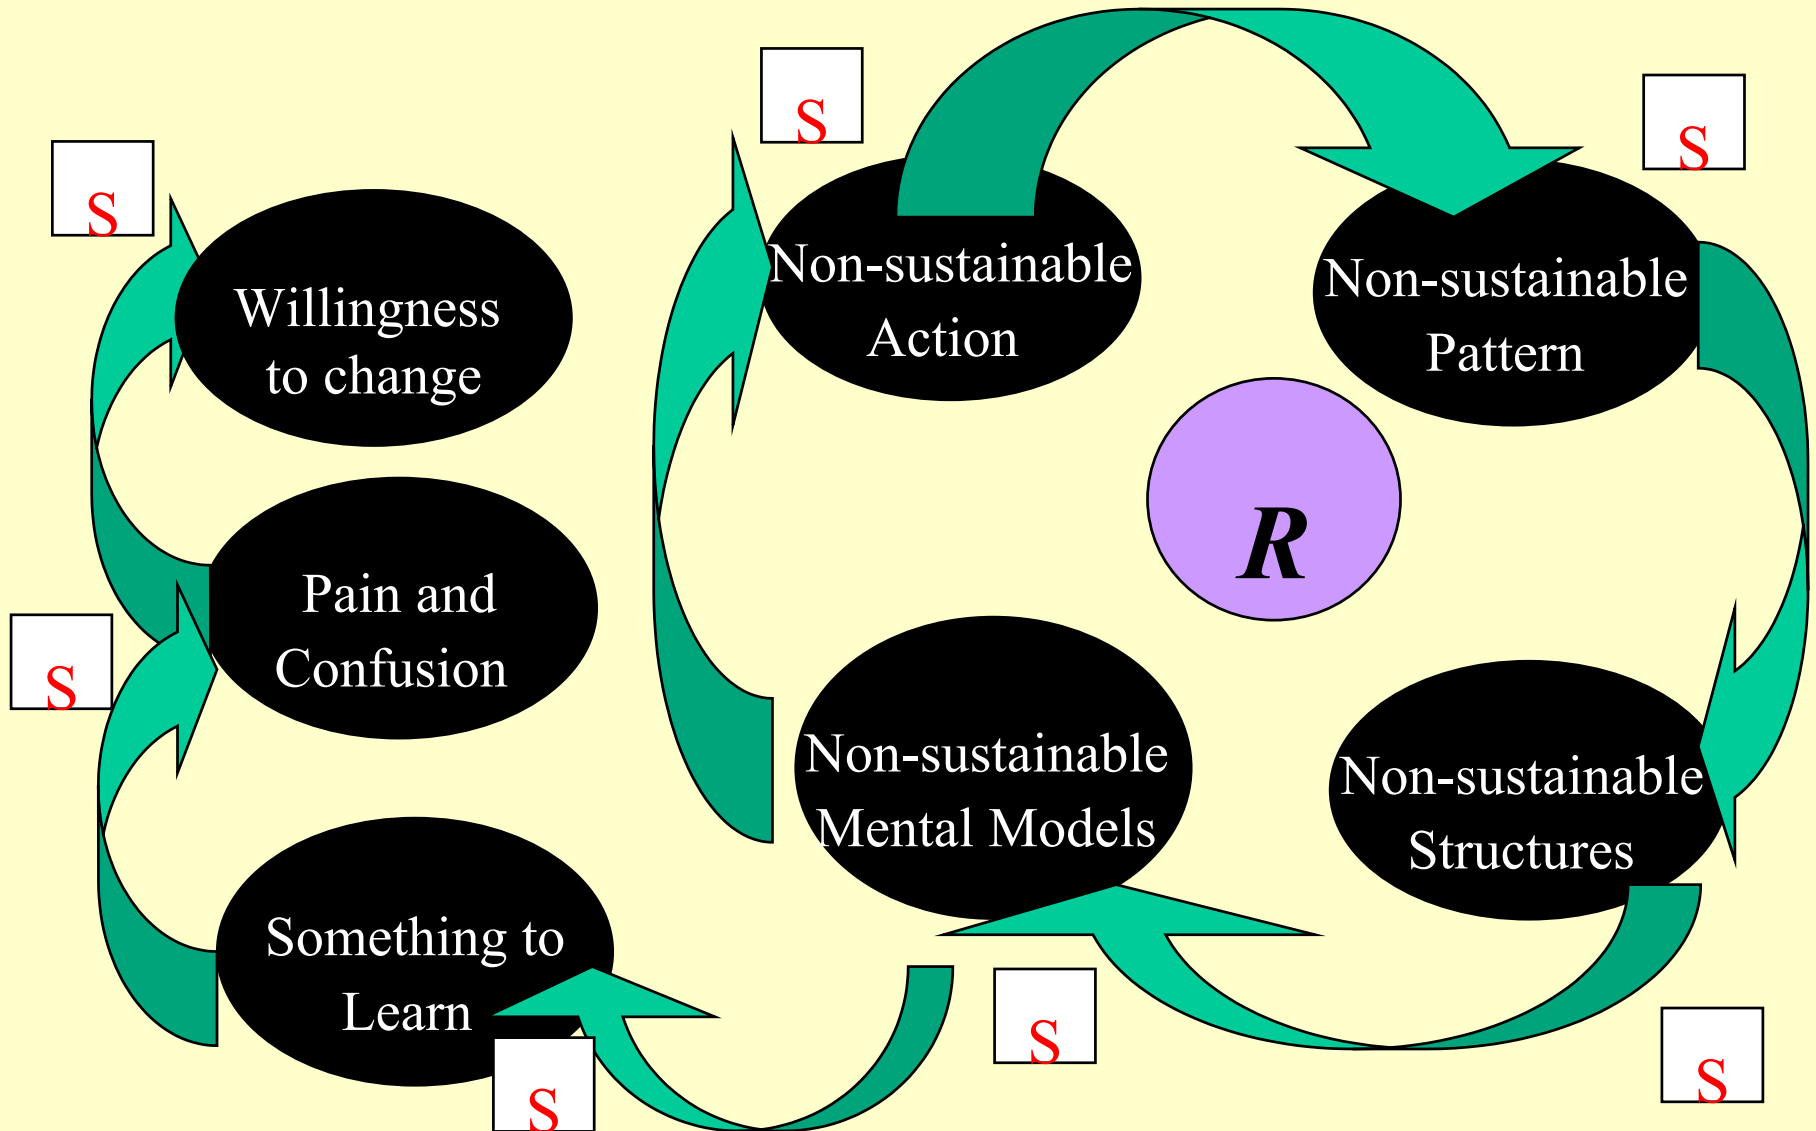 S
S
S
Willingness
to change
Non-sustainable
Action
Non-sustainable
Pattern
R
Pain and
Confusion
S
Non-sustainable
Mental Models
Non-sustainable
Structures
Something to
Learn
S
S
S